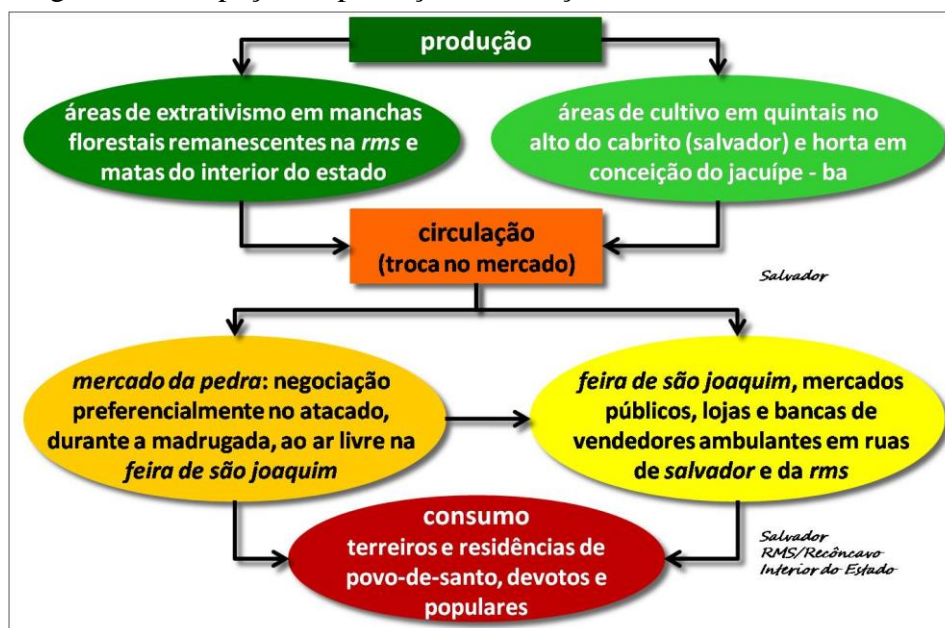 produção
áreas de extrativismo em manchas
florestais remanescentes na rms e
matas do interior do estado
áreas de cultivo em quintais no
alto do cabrito (salvador) e horta em
conceição do jacuípe - ba
circulação
(troca no mercado)
Salvador
mercado da pedra: negociação
preferencialmente no atacado,
durante a madrugada, ao ar livre na
feira de são joaquim
feira de são joaquim, mercados
públicos, lojas e bancas de
vendedores ambulantes em ruas
de salvador e da rms
consumo
terreiros e residências de
povo-de-santo, devotos e
populares
Salvador
RMS/Recôncavo
Interior do Estado